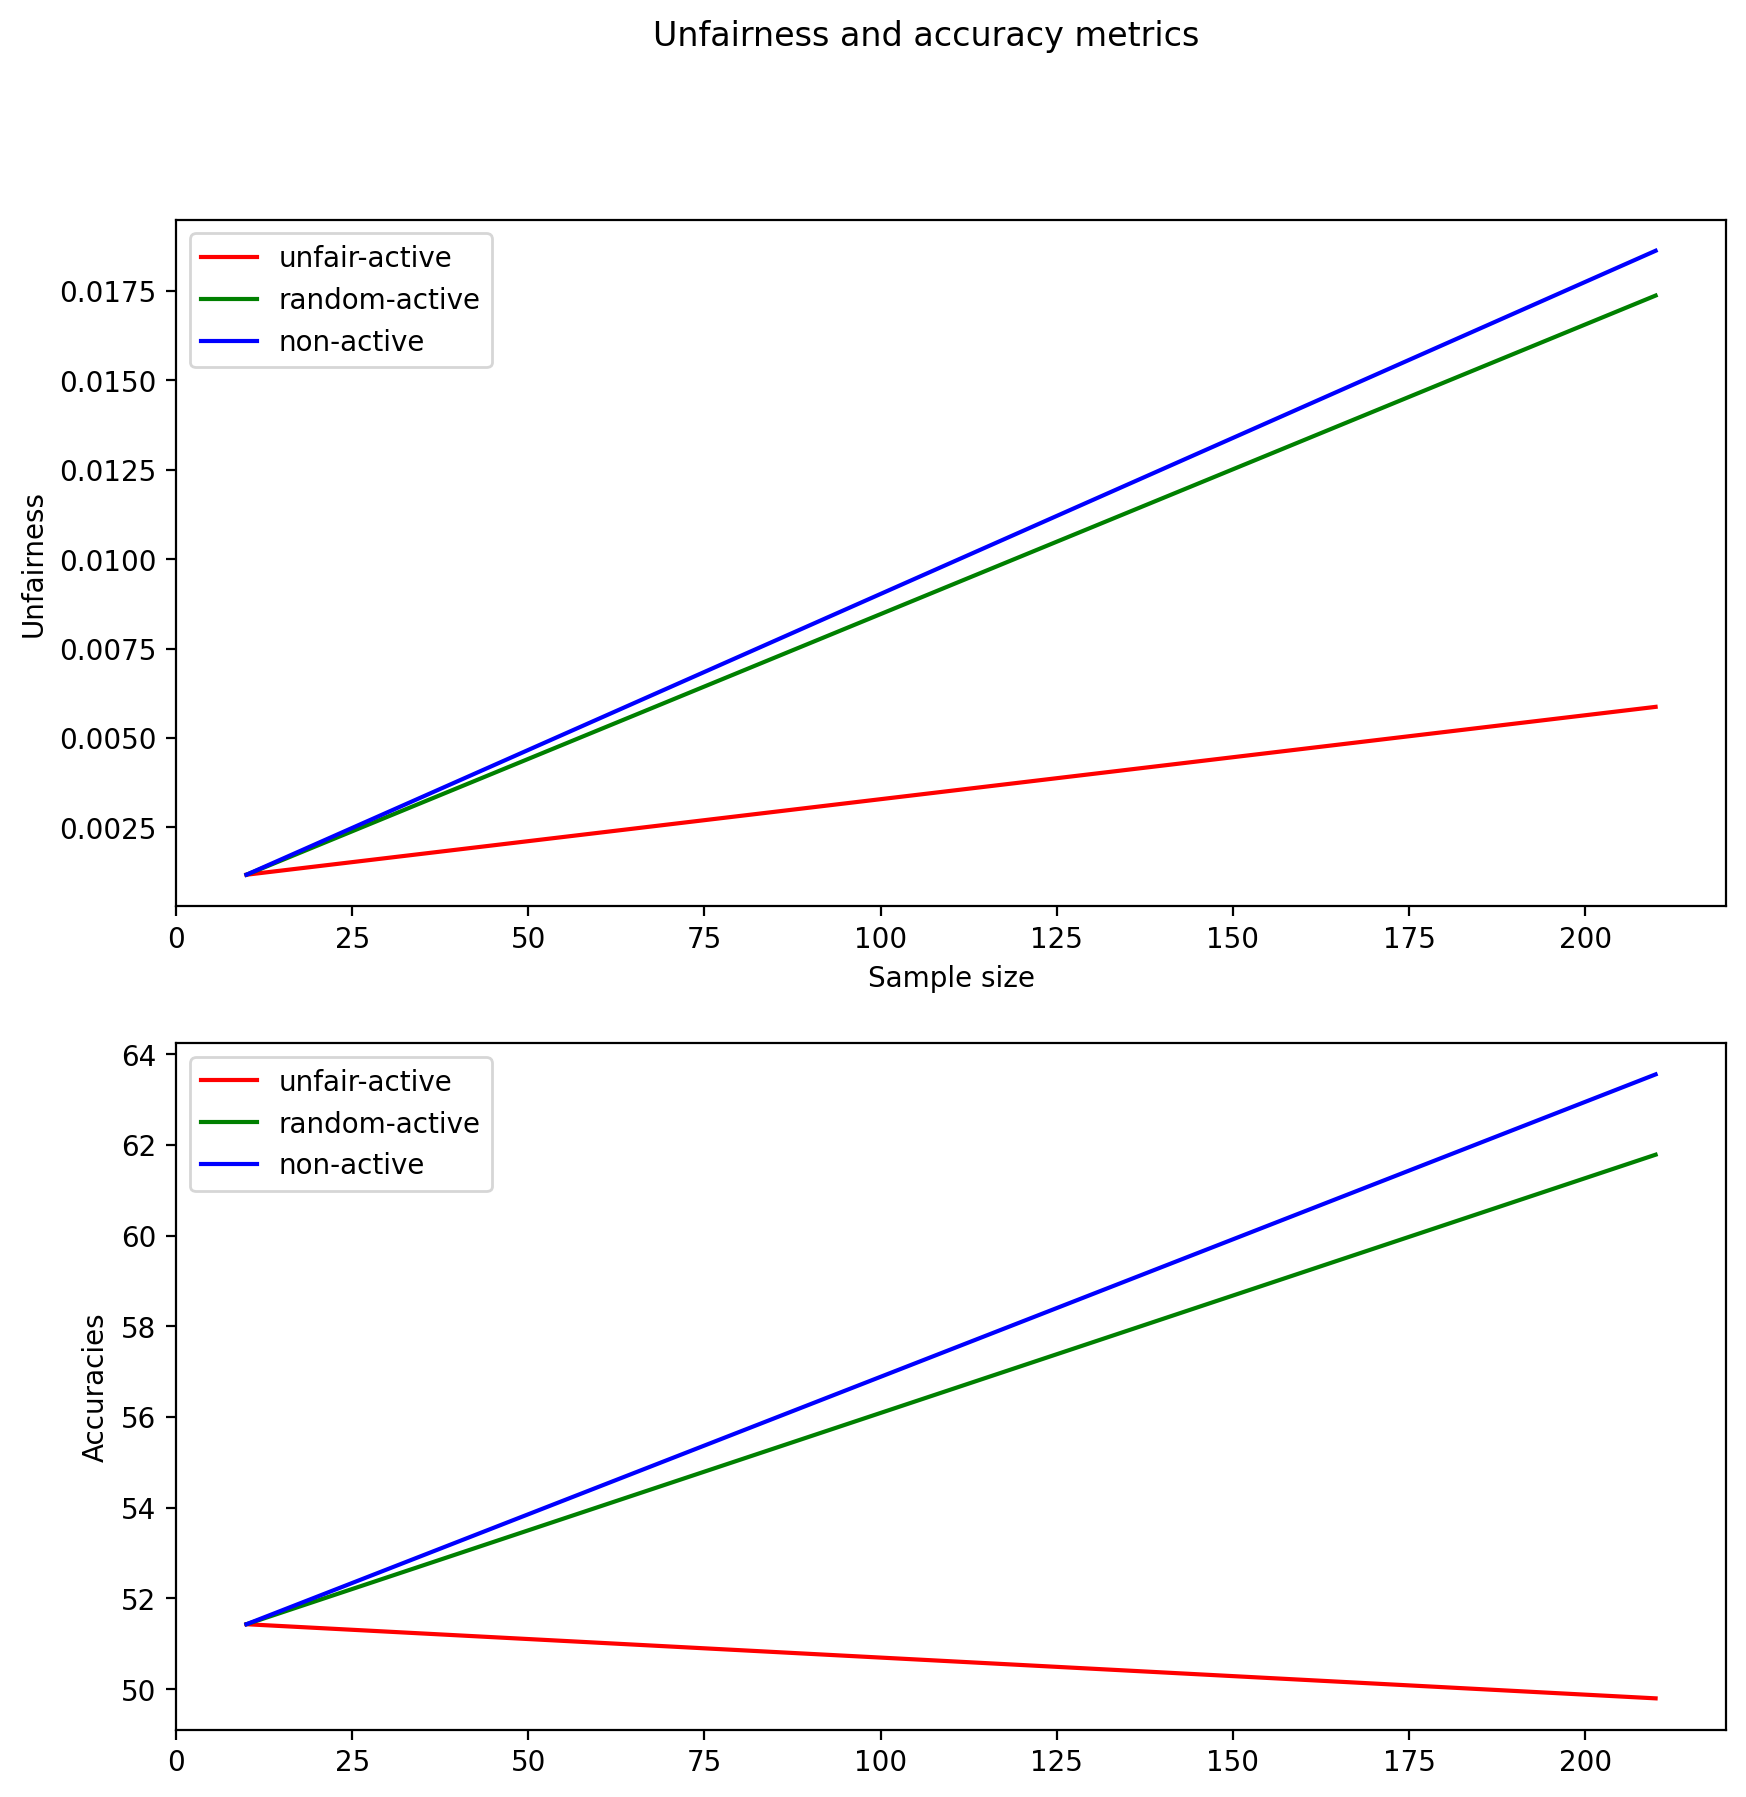 Unfairness and accuracy metrics
unfair-active
random-active
non-active
0.0175
0.0150
0.0125
0.0100
0.0075
0.0050
0.0025
Unfairness
0 25 50 75 100 125 150 175 200
Sample size
unfair-active
random-active
non-active
64
62
60
58
56
54
52
50
Accuracies
0 25 50 75 100 125 150 175 200